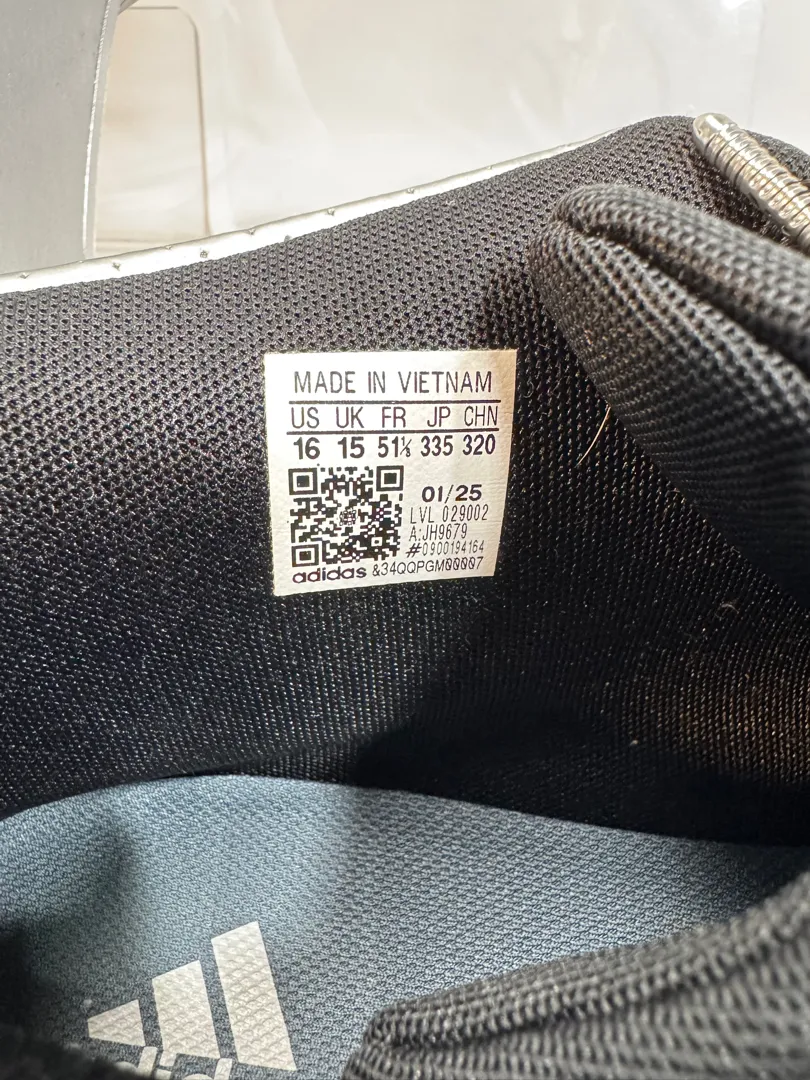 MADE IN VIETNAM
US UK FR JP CHN
16 15 51⅓ 335 320
01/25
LVL 029002
A:JH9679
#0900194164
adidas &34QQPGM00007